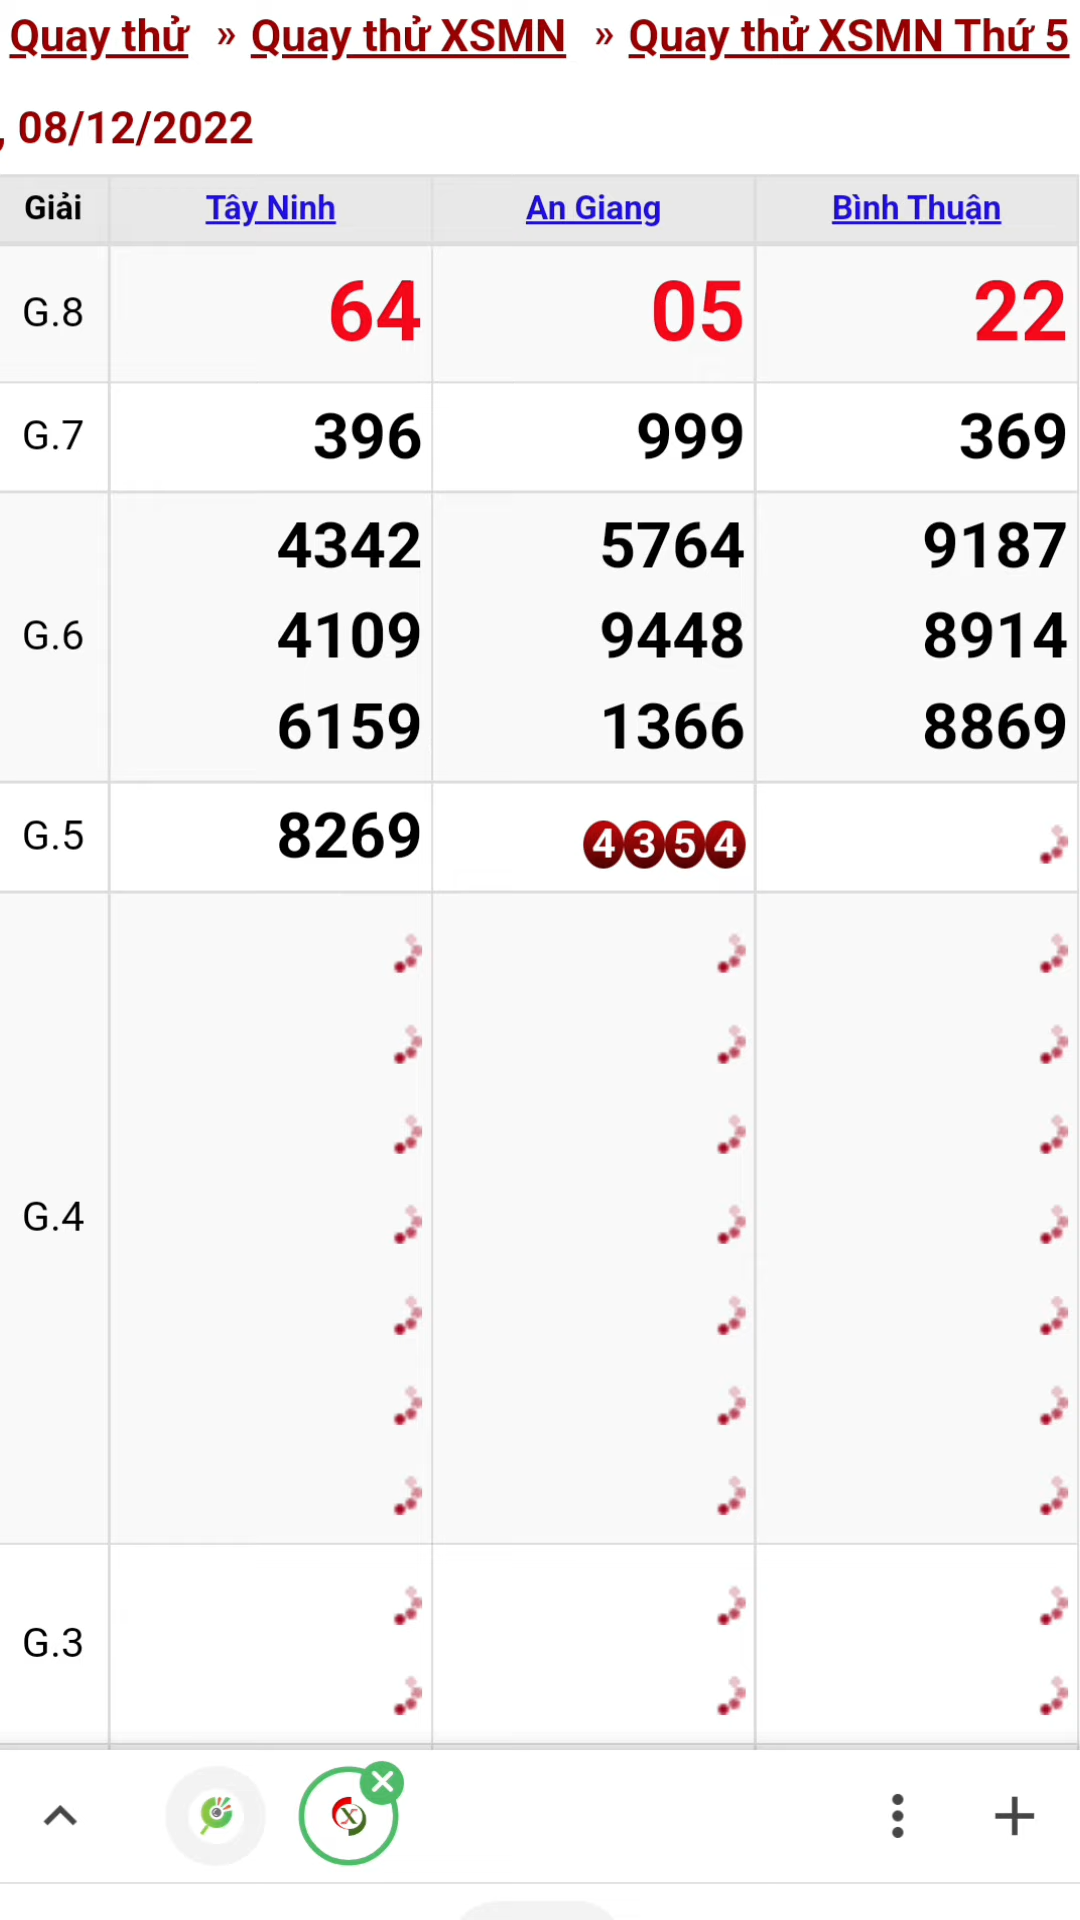 Quay thử » Quay thử XSMN » Quay thử XSMN Thứ 5
, 08/12/2022
Giải Tây Ninh An Giang Bình Thuận
G.8 64 05 22
G.7 396 999 369
4342 5764 9187
G.6 4109 9448 8914
6159 1366 8869
G.5 8269 4354
G.4
G.3